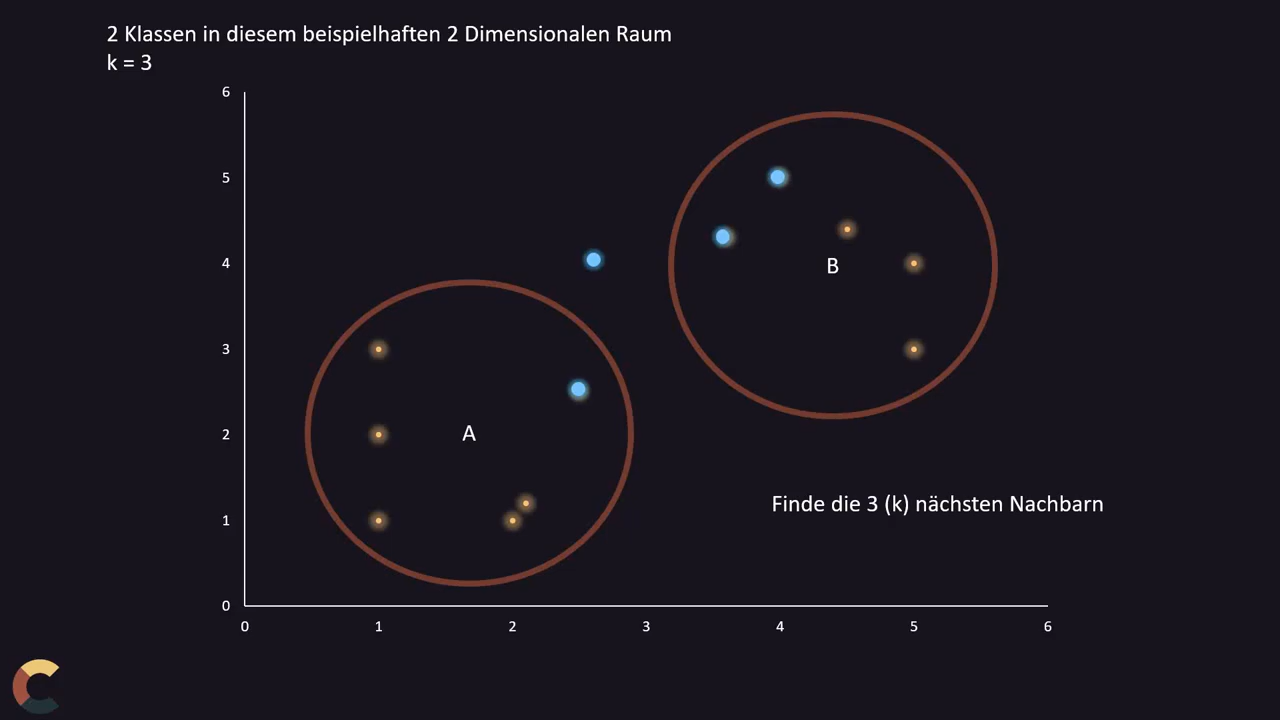 2 Klassen in diesem beispielhaften 2 Dimensionalen Raum
k = 3
6
5
4
3
2
1
0
B
A
Finde die 3 (k) nächsten Nachbarn
0 1 2 3 4 5 6